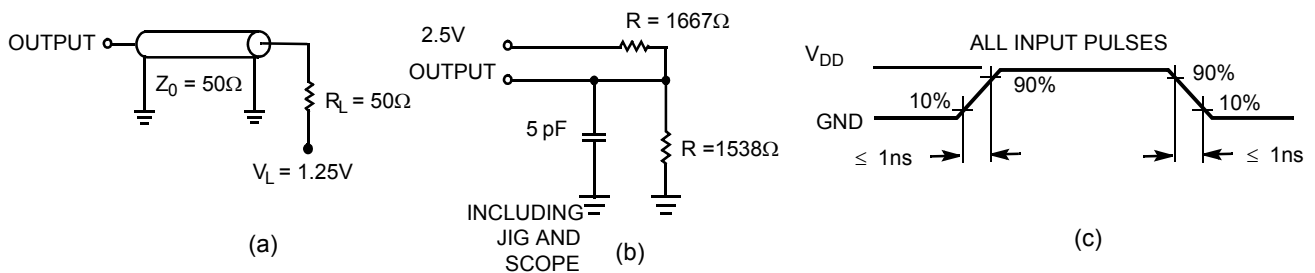 OUTPUT
Z0 = 50Ω
RL = 50Ω
VL = 1.25V
(a)
R = 1667Ω
2.5V
OUTPUT
5 pF
R =1538Ω
INCLUDING
JIG AND
SCOPE
(b)
ALL INPUT PULSES
VDD
GND
10%
90%
90%
10%
≤ 1ns
≤ 1ns
(c)